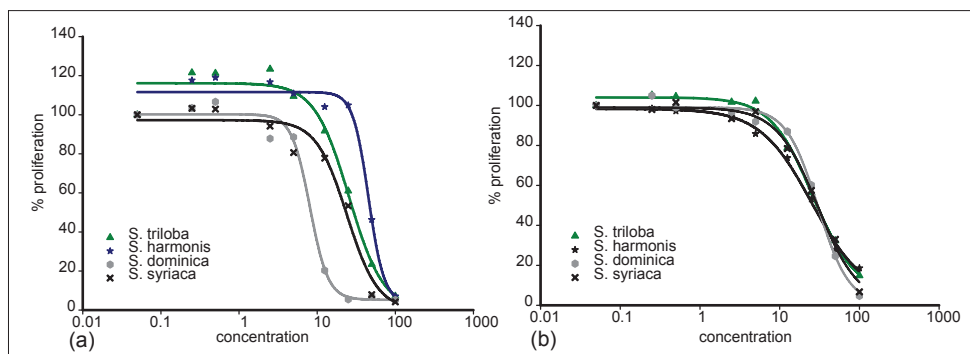 140
120
100
80
60
40
20
0
% proliferation
S. triloba
S. harmonis
S. dominica
S. syriaca
0.01 0.1 1 10 100 1000
(a) concentration
140
120
100
80
60
40
20
0
% proliferation
S. triloba
S. harmonis
S. dominica
S. syriaca
0.01 0.1 1 10 100 1000
(b) concentration